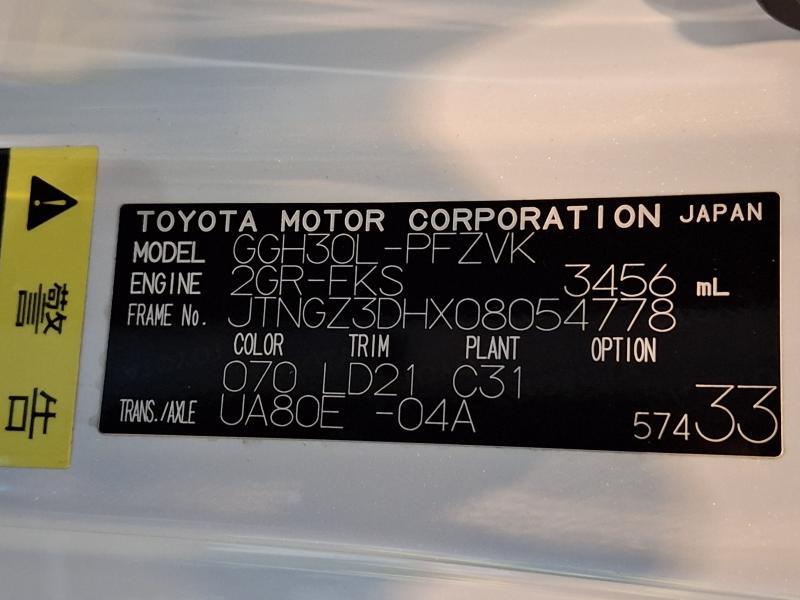 TOYOTA MOTOR CORPORATION JAPAN
MODEL GGH30L-PFZVK
ENGINE 2GR-FKS 3456 mL
FRAME No. JTNGZ3DHX08054778
COLOR TRIM PLANT OPTION
070 LD21 C31
TRANS./AXLE UA80E -04A 57433
警告